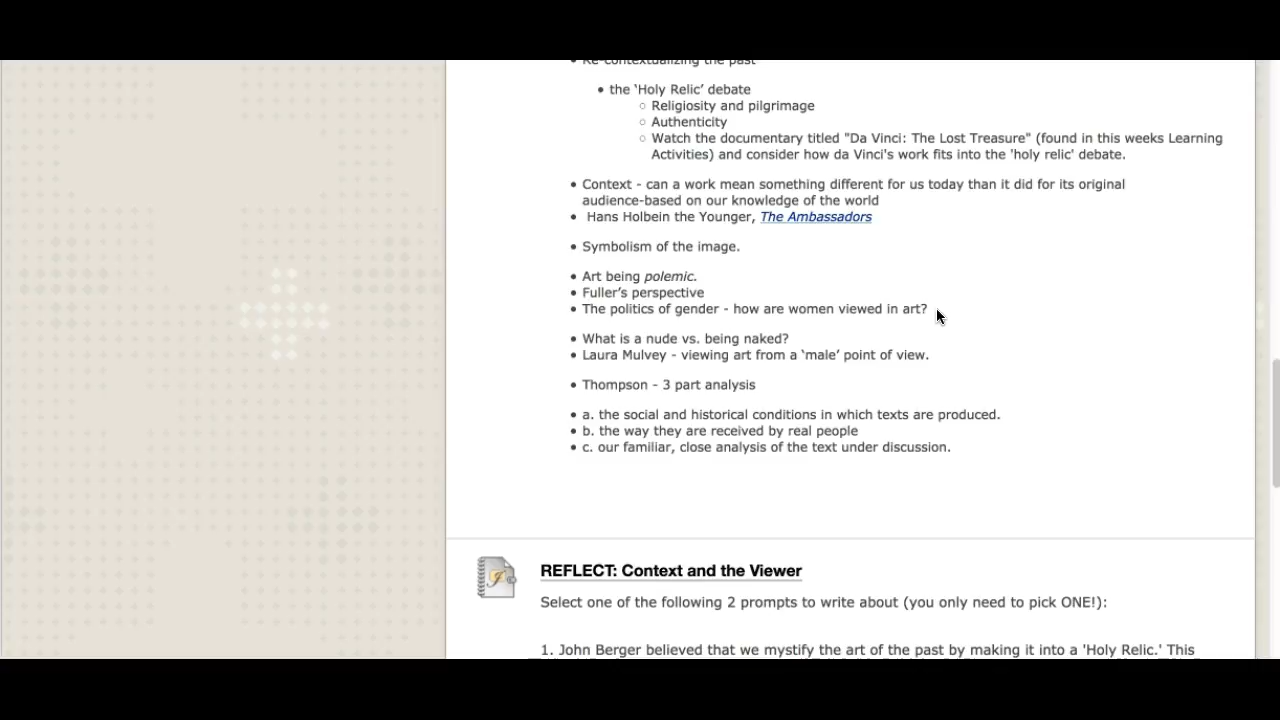 Re-contextualizing the past
• the ‘Holy Relic’ debate
○ Religiosity and pilgrimage
○ Authenticity
○ Watch the documentary titled "Da Vinci: The Lost Treasure" (found in this weeks Learning
Activities) and consider how da Vinci's work fits into the 'holy relic' debate.
• Context - can a work mean something different for us today than it did for its original
audience-based on our knowledge of the world
• Hans Holbein the Younger, The Ambassadors
• Symbolism of the image.
• Art being polemic.
• Fuller’s perspective
• The politics of gender - how are women viewed in art?
• What is a nude vs. being naked?
• Laura Mulvey - viewing art from a ‘male’ point of view.
• Thompson - 3 part analysis
• a. the social and historical conditions in which texts are produced.
• b. the way they are received by real people
• c. our familiar, close analysis of the text under discussion.
REFLECT: Context and the Viewer
Select one of the following 2 prompts to write about (you only need to pick ONE!):
1. John Berger believed that we mystify the art of the past by making it into a 'Holy Relic.' This